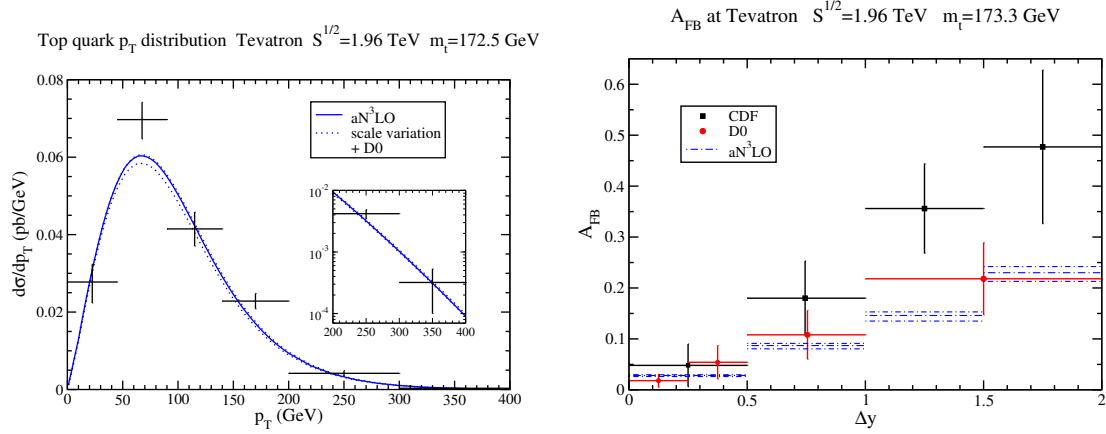 Top quark p_T distribution Tevatron S^1/2=1.96 TeV m_t=172.5 GeV
0.08
0.06
0.04
0.02
0.00
dσ/dp_T (pb/GeV)
aN^3LO
scale variation
+ D0
10^-2
10^-3
10^-4
200 250 300 350 400
0 50 100 150 200 250 300 350 400
p_T (GeV)
A_FB at Tevatron S^1/2=1.96 TeV m_t=173.3 GeV
0.6
0.5
0.4
0.3
0.2
0.1
0
A_FB
CDF
D0
aN^3LO
0 0.5 1 1.5 2
Δy